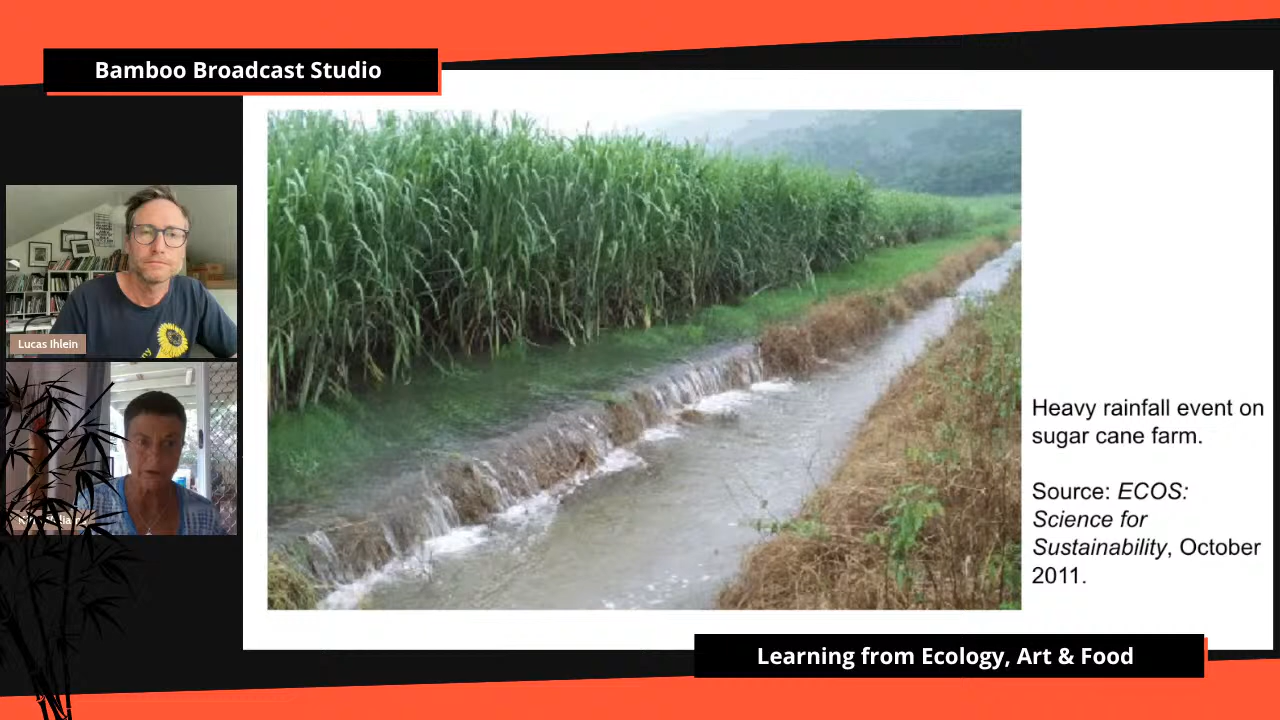 Bamboo Broadcast Studio
Lucas Ihlein
Heavy rainfall event on
sugar cane farm.
Source: ECOS:
Science for
Sustainability, October
2011.
Learning from Ecology, Art & Food